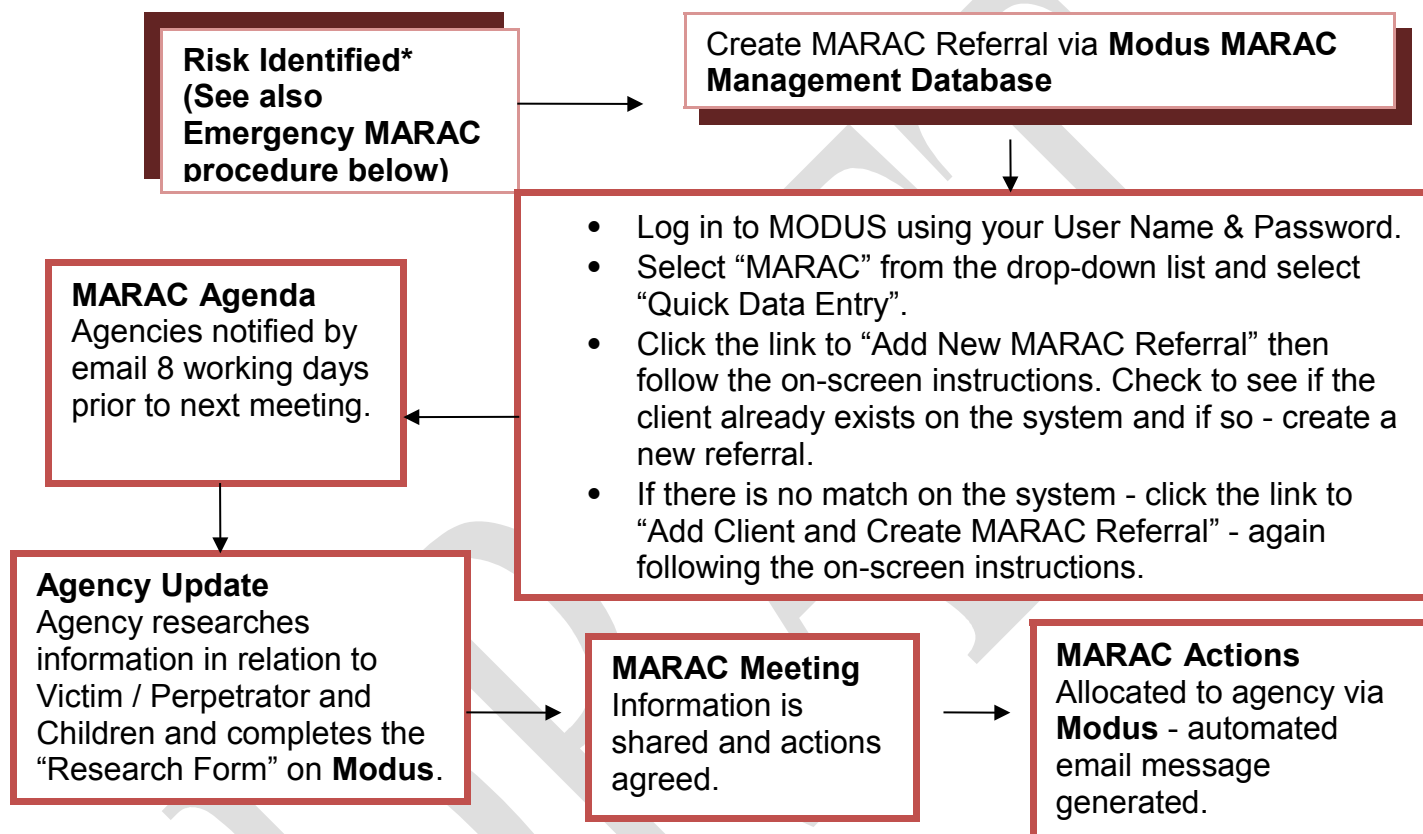 Risk Identified*
(See also
Emergency MARAC
procedure below)
Create MARAC Referral via Modus MARAC
Management Database
• Log in to MODUS using your User Name & Password.
• Select “MARAC” from the drop-down list and select
“Quick Data Entry”.
• Click the link to “Add New MARAC Referral” then
follow the on-screen instructions. Check to see if the
client already exists on the system and if so - create a
new referral.
• If there is no match on the system - click the link to
“Add Client and Create MARAC Referral” - again
following the on-screen instructions.
MARAC Agenda
Agencies notified by
email 8 working days
prior to next meeting.
Agency Update
Agency researches
information in relation to
Victim / Perpetrator and
Children and completes the
“Research Form” on Modus.
MARAC Meeting
Information is
shared and actions
agreed.
MARAC Actions
Allocated to agency via
Modus - automated
email message
generated.